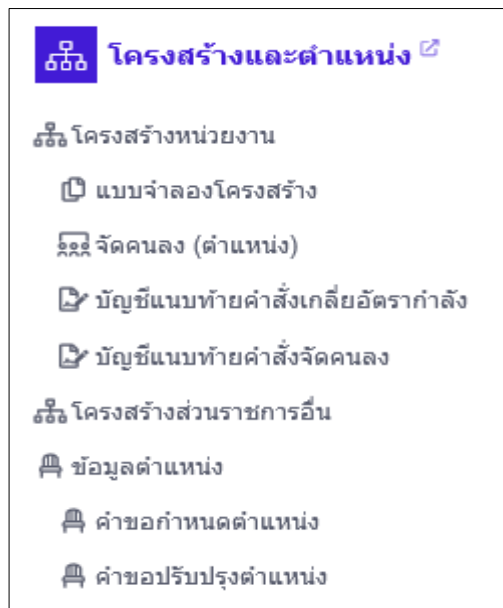 โครงสร้างและตำแหน่ง
โครงสร้างหน่วยงาน
แบบจำลองโครงสร้าง
จัดคนลง (ตำแหน่ง)
บัญชีแนบท้ายคำสั่งเกลี่ยอัตรากำลัง
บัญชีแนบท้ายคำสั่งจัดคนลง
โครงสร้างส่วนราชการอื่น
ข้อมูลตำแหน่ง
คำขอกำหนดตำแหน่ง
คำขอปรับปรุงตำแหน่ง